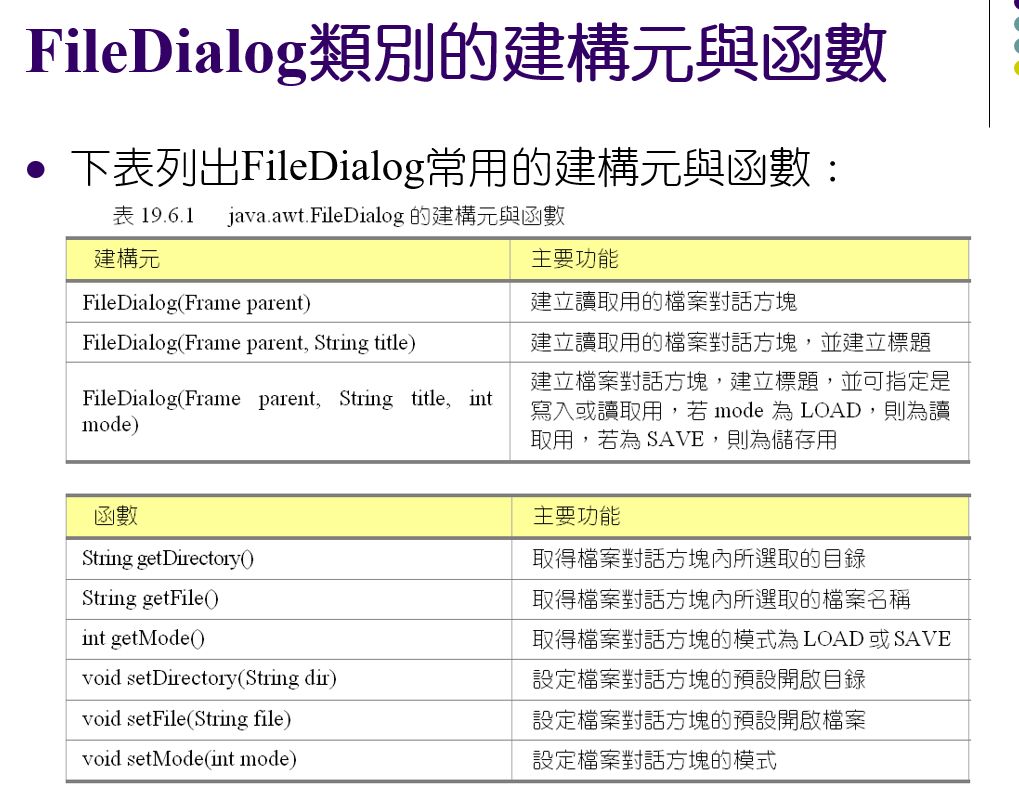 FileDialog類別的建構元與函數
下表列出FileDialog常用的建構元與函數：
表 19.6.1 java.awt.FileDialog 的建構元與函數
建構元 主要功能
FileDialog(Frame parent) 建立讀取用的檔案對話方塊
FileDialog(Frame parent, String title) 建立讀取用的檔案對話方塊，並建立標題
FileDialog(Frame parent, String title, int
mode)
建立檔案對話方塊，建立標題，並可指定是
寫入或讀取用，若 mode 為 LOAD，則為讀
取用，若為 SAVE，則為儲存用
函數 主要功能
String getDirectory() 取得檔案對話方塊內所選取的目錄
String getFile() 取得檔案對話方塊內所選取的檔案名稱
int getMode() 取得檔案對話方塊的模式為 LOAD 或 SAVE
void setDirectory(String dir) 設定檔案對話方塊的預設開啟目錄
void setFile(String file) 設定檔案對話方塊的預設開啟檔案
void setMode(int mode) 設定檔案對話方塊的模式